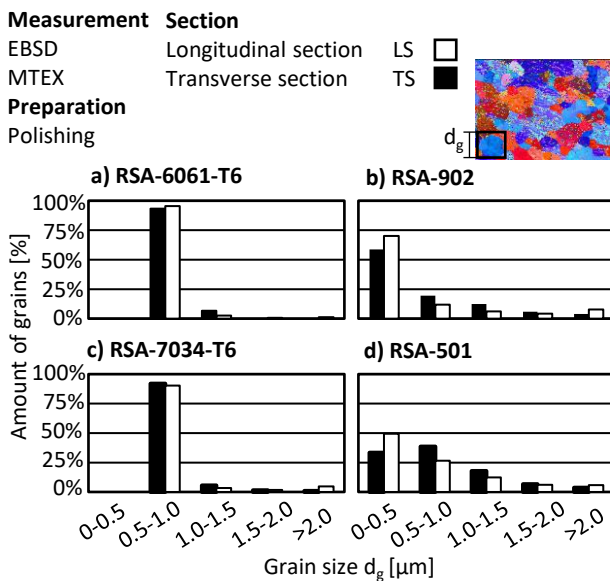 Measurement Section
EBSD Longitudinal section LS
MTEX Transverse section TS
Preparation
Polishing
d_g
a) RSA-6061-T6 b) RSA-902
100%
75%
50%
25%
0%
c) RSA-7034-T6 d) RSA-501
100%
75%
50%
25%
0%
Amount of grains [%]
0-0.5 0.5-1.0 1.0-1.5 1.5-2.0 >2.0 0-0.5 0.5-1.0 1.0-1.5 1.5-2.0 >2.0
Grain size d_g [µm]